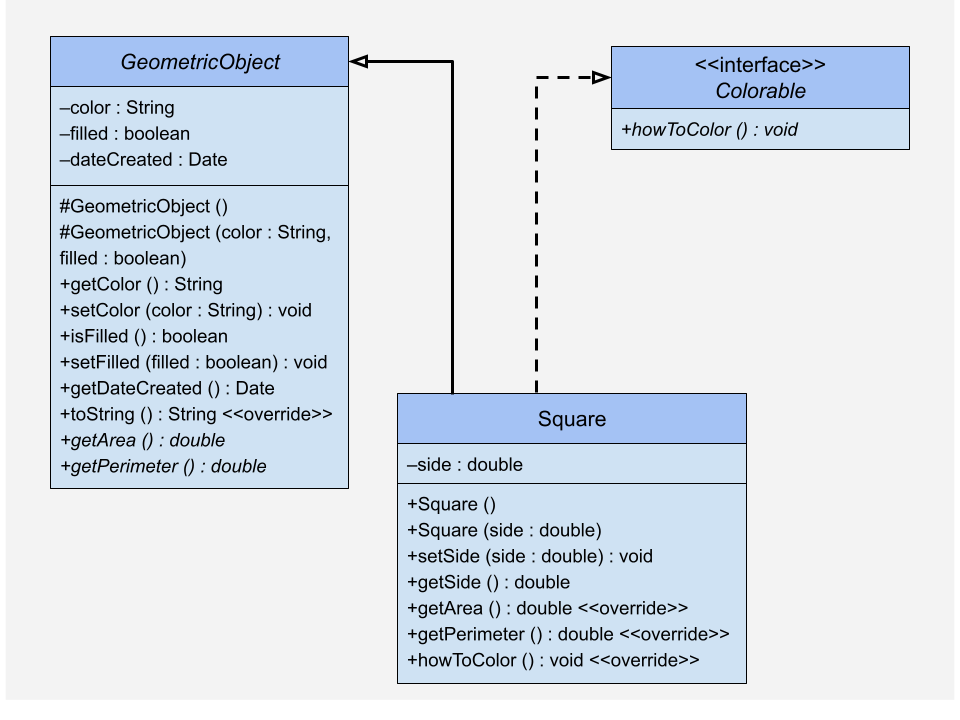 GeometricObject
–color : String
–filled : boolean
–dateCreated : Date
#GeometricObject ()
#GeometricObject (color : String,
filled : boolean)
+getColor () : String
+setColor (color : String) : void
+isFilled () : boolean
+setFilled (filled : boolean) : void
+getDateCreated () : Date
+toString () : String <<override>>
+getArea () : double
+getPerimeter () : double
<<interface>>
Colorable
+howToColor () : void
Square
–side : double
+Square ()
+Square (side : double)
+setSide (side : double) : void
+getSide () : double
+getArea () : double <<override>>
+getPerimeter () : double <<override>>
+howToColor () : void <<override>>